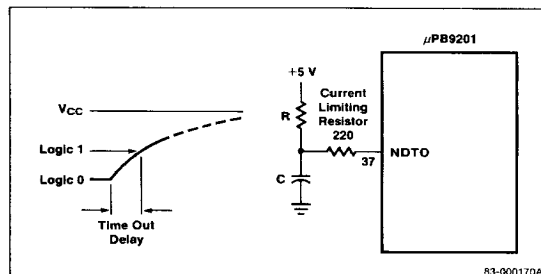 μPB9201
+5 V
VCC
R
Current
Limiting
Resistor
220
Logic 1
37
NDTO
Logic 0
C
Time Out
Delay
83-000170A